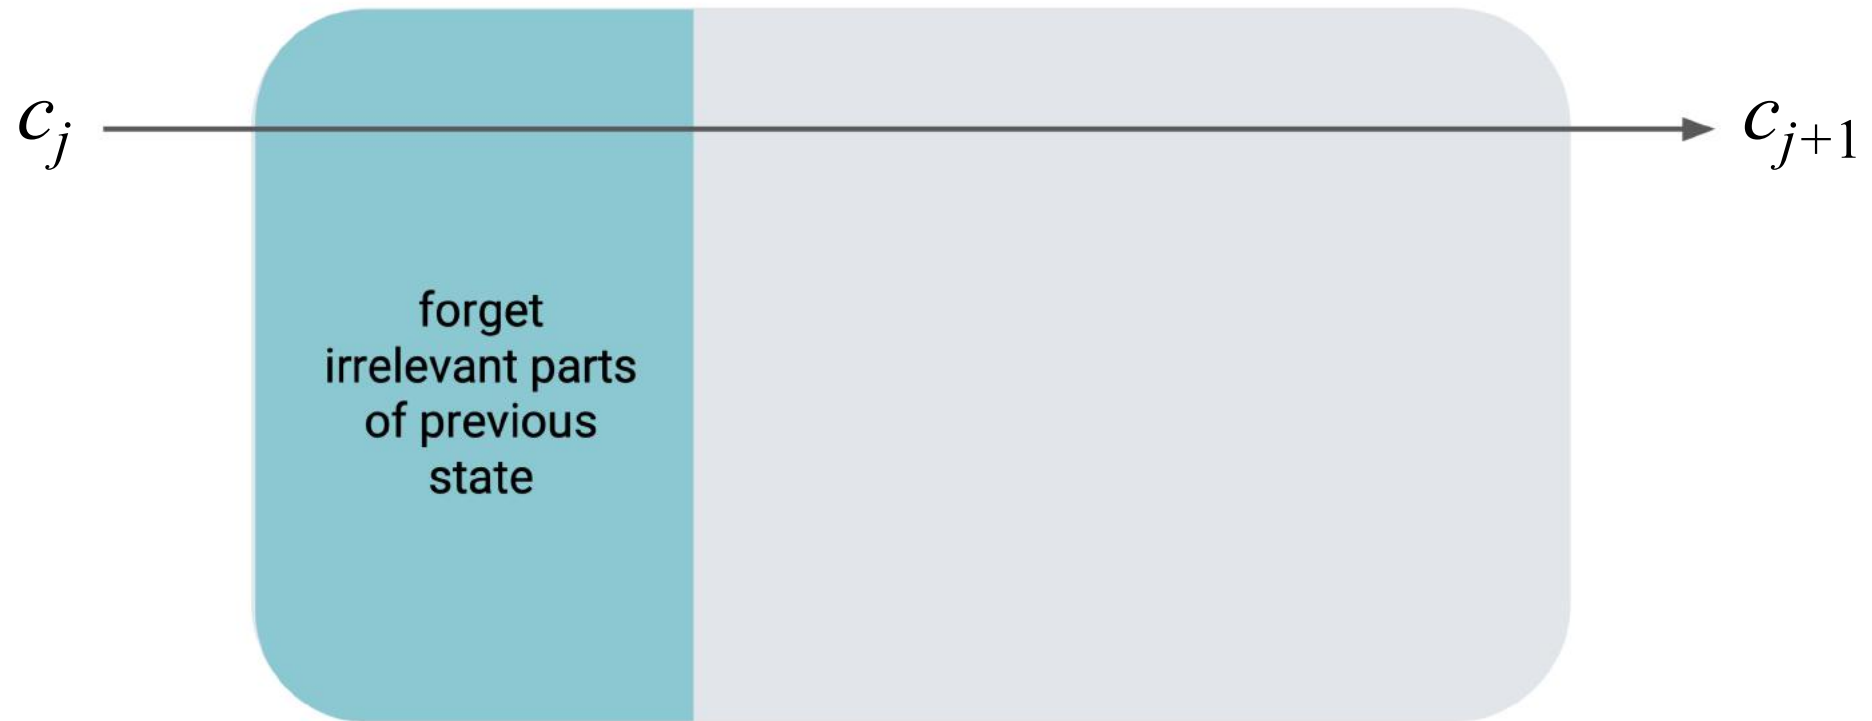 c_j
c_{j+1}
forget
irrelevant parts
of previous
state